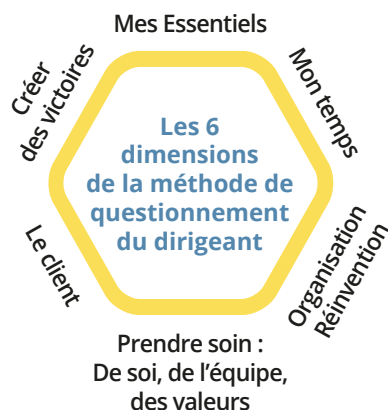 Mes Essentiels
Mon temps
Organisation
Réinvention
Prendre soin :
De soi, de l’équipe,
des valeurs
Le client
Créer
des victoires
Les 6
dimensions
de la méthode de
questionnement
du dirigeant